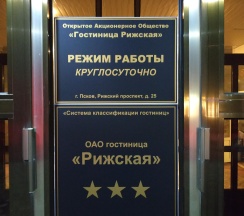 Открытое Акционерное Общество
«Гостиница Рижская»
РЕЖИМ РАБОТЫ
КРУГЛОСУТОЧНО
г. Псков, Рижский проспект, д. 25
«Система классификации гостиниц»
ОАО гостиница
«Рижская»